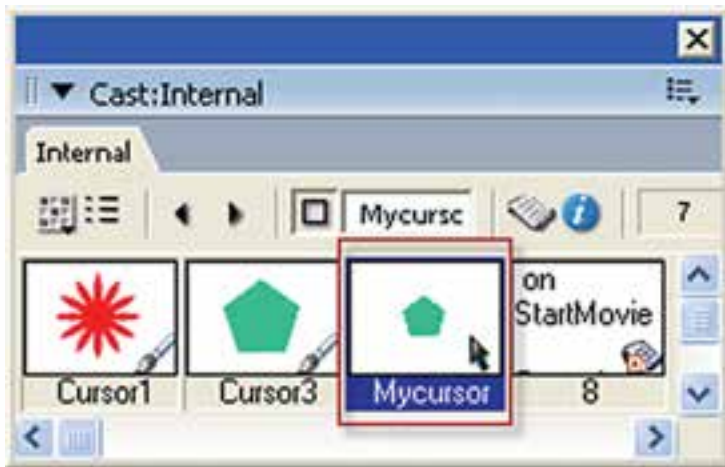 Cast:Internal
Internal
Mycursc
7
on
StartMovie
Cursor1
Cursor3
Mycursor
8